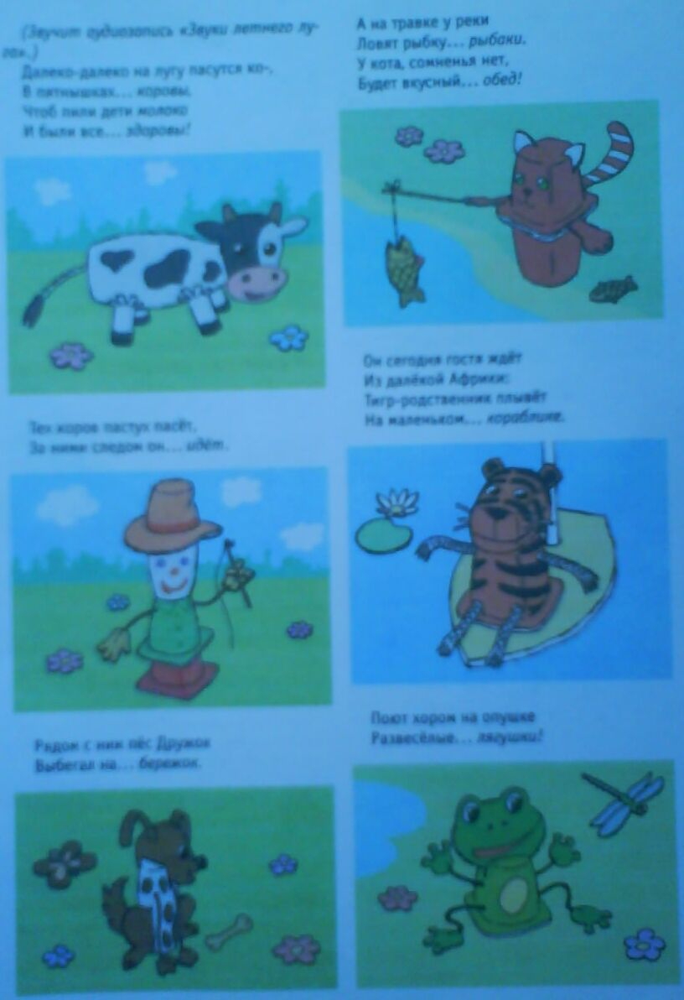 (Звучит аудиозапись «Звуки летнего лу-
га».)
Далеко-далеко на лугу пасутся ко-,
В пятнышках... коровы,
Чтоб пили дети молоко
И были все... здоровы!
Тех коров пастух пасёт,
За ними следом он... идёт.
Рядом с ним пёс Дружок
Выбегал на... бережок.
А на травке у реки
Ловят рыбку... рыбаки.
У кота, сомненья нет,
Будет вкусный... обед!
Он сегодня гостя ждёт
Из далёкой Африки:
Тигр-родственник плывёт
На маленьком... кораблике.
Поют хором на опушке
Развесёлые... лягушки!